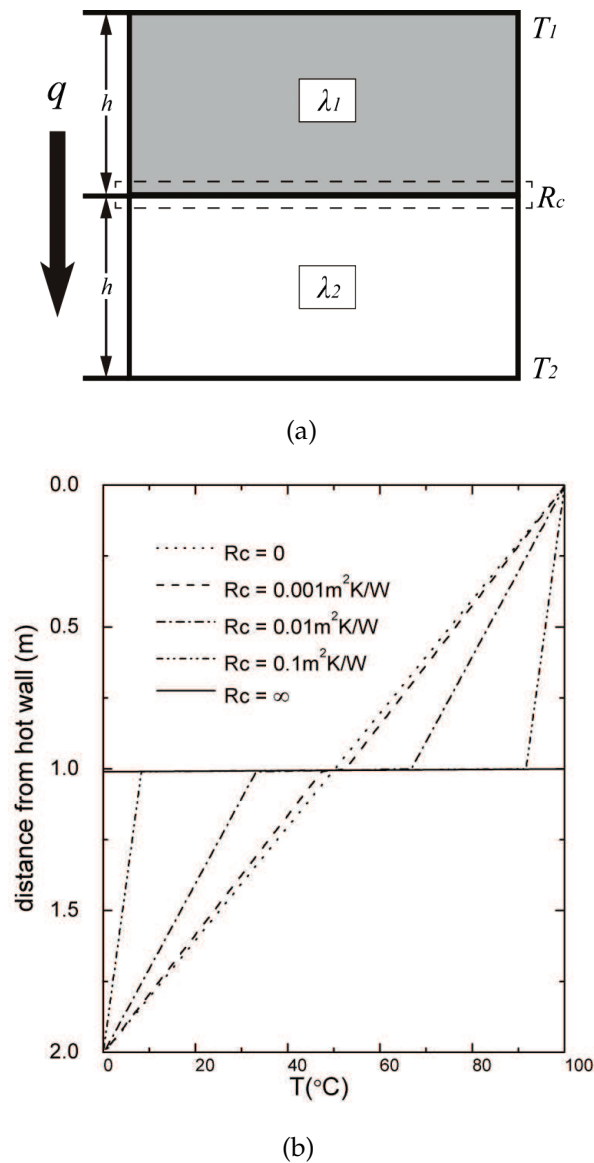 T₁
q
h
λ₁
R_c
h
λ₂
T₂
(a)
0.0
0.5
1.0
1.5
2.0
distance from hot wall (m)
Rc = 0
Rc = 0.001m²K/W
Rc = 0.01m²K/W
Rc = 0.1m²K/W
Rc = ∞
0 20 40 60 80 100
T(°C)
(b)